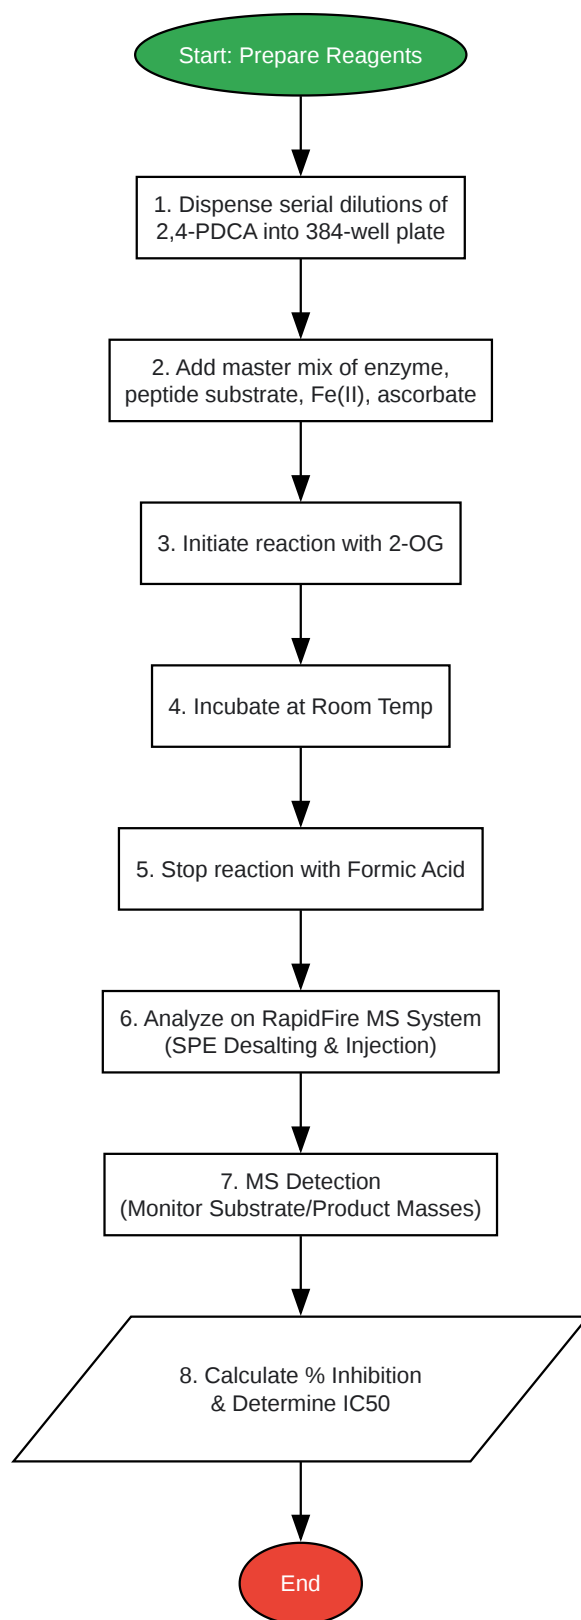 Start: Prepare Reagents
1. Dispense serial dilutions of
2,4-PDCA into 384-well plate
2. Add master mix of enzyme,
peptide substrate, Fe(II), ascorbate
3. Initiate reaction with 2-OG
4. Incubate at Room Temp
5. Stop reaction with Formic Acid
6. Analyze on RapidFire MS System
(SPE Desalting & Injection)
7. MS Detection
(Monitor Substrate/Product Masses)
8. Calculate % Inhibition
& Determine IC50
End